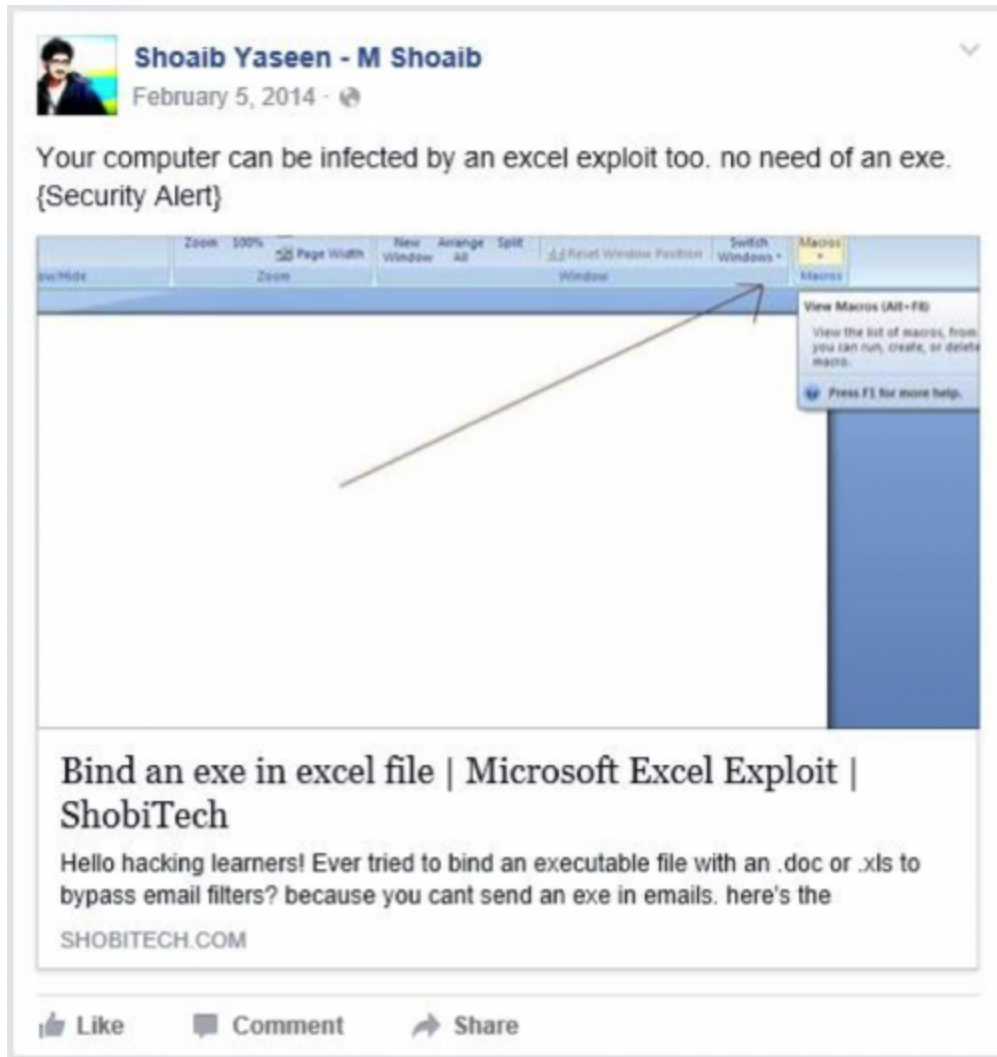 Shoaib Yaseen - M Shoaib
February 5, 2014 ·
Your computer can be infected by an excel exploit too. no need of an exe.
{Security Alert}
Zoom 100% Page Width New Window Arrange All Split Reset Window Position Switch Windows Macros
ow/Hide Zoom Window Macros
View Macros (Alt+F8)
View the list of macros, from
you can run, create, or delete
macro.
Press F1 for more help.
Bind an exe in excel file | Microsoft Excel Exploit |
ShobiTech
Hello hacking learners! Ever tried to bind an executable file with an .doc or .xls to
bypass email filters? because you cant send an exe in emails. here's the
SHOBITECH.COM
Like Comment Share